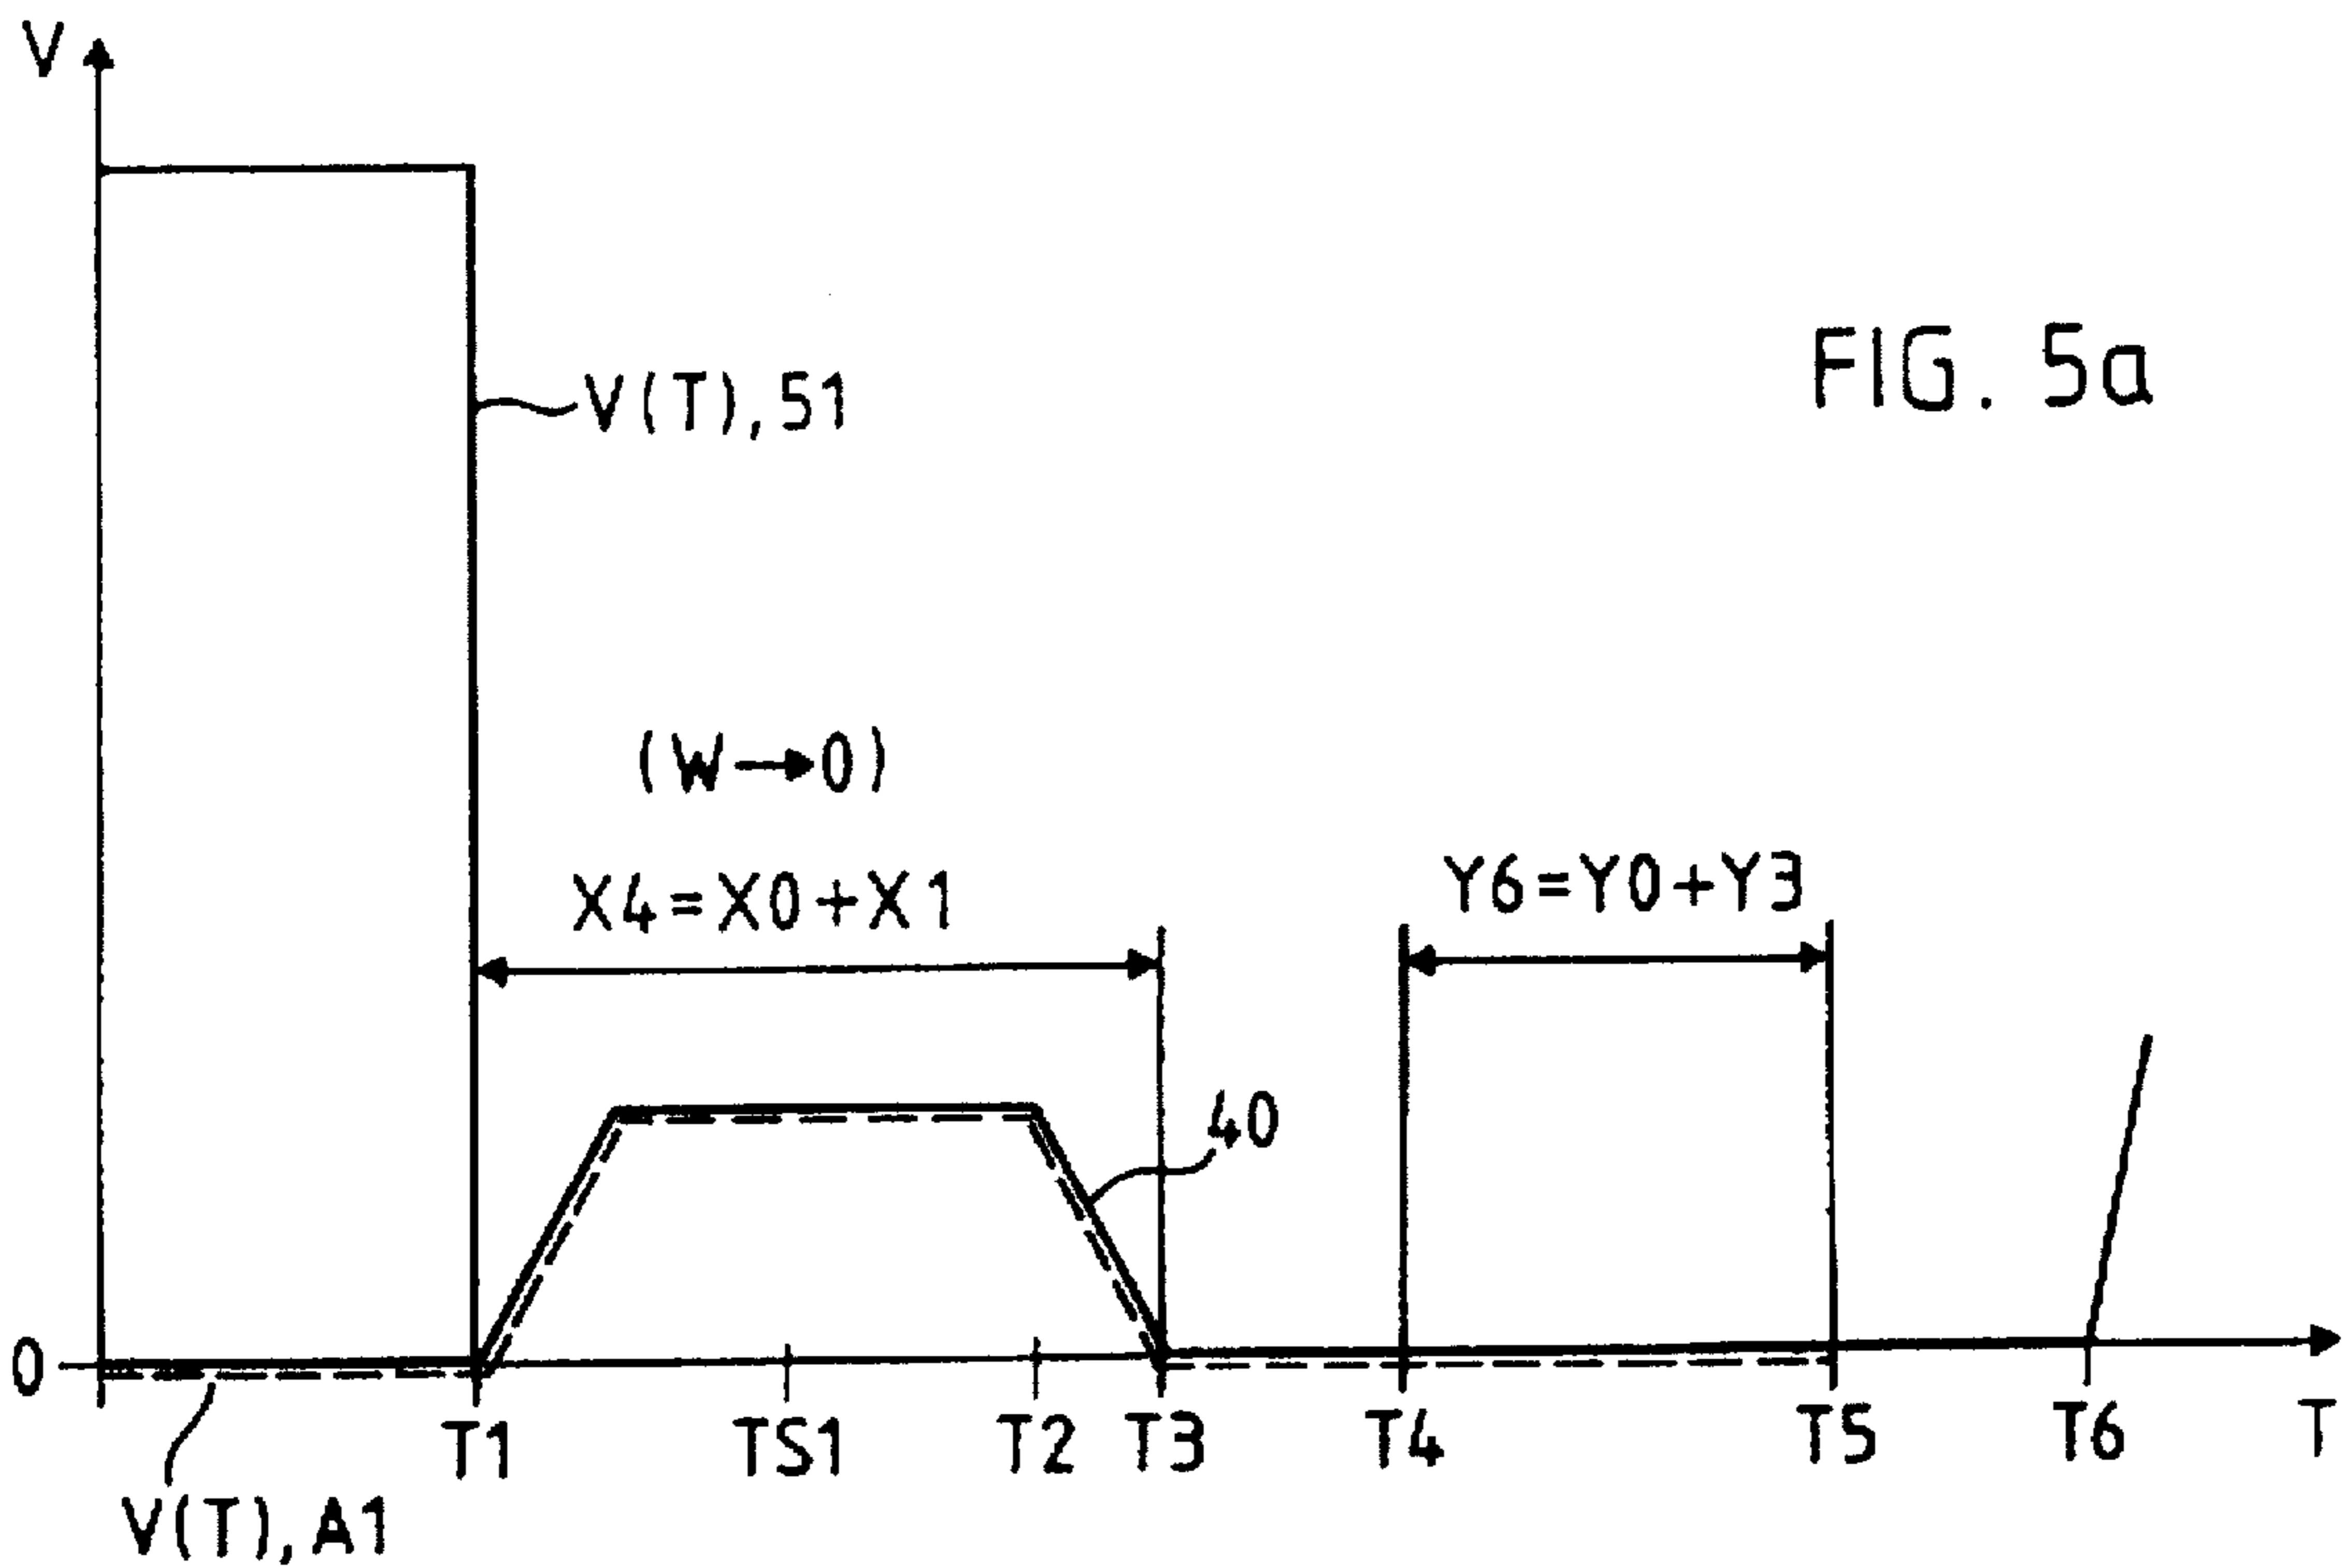 V
V(T),51
FIG. 5a
(W→0)
X4=X0+X1
Y6=Y0+Y3
40
0
T1
TS1
T2
T3
T4
T5
T6
T
V(T),A1